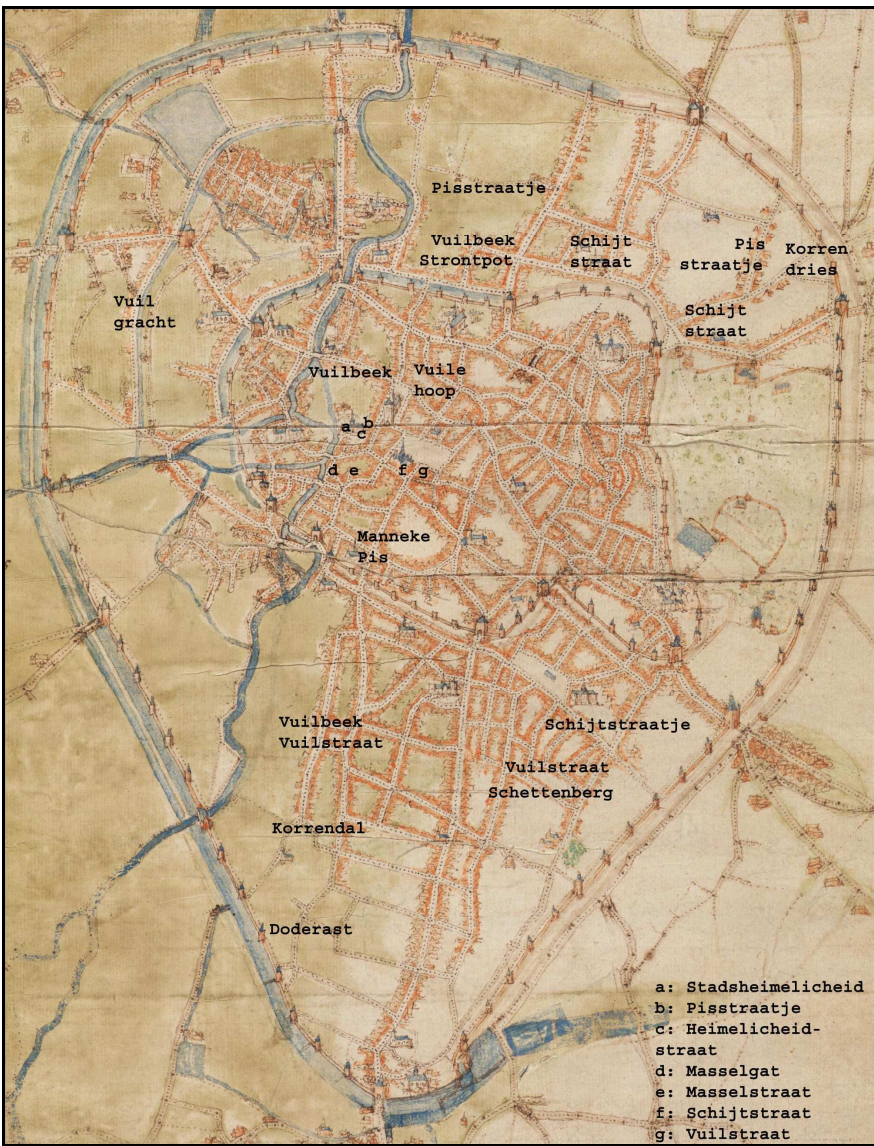 Pisstraatje
Vuilbeek
Strontpot
Schijt
straat
Pis
straatje
Korren
dries
Vuil
gracht
Schijt
straat
Vuilbeek
Vuile
hoop
a
b
c
d
e
f
g
Manneke
Pis
Vuilbeek
Vuilstraat
Schijtstraatje
Vuilstraat
Schettenberg
Korrendal
Doderast
a: Stadsheimelicheid
b: Pisstraatje
c: Heimelicheid-
straat
d: Masselgat
e: Masselstraat
f: Schijtstraat
g: Vuilstraat